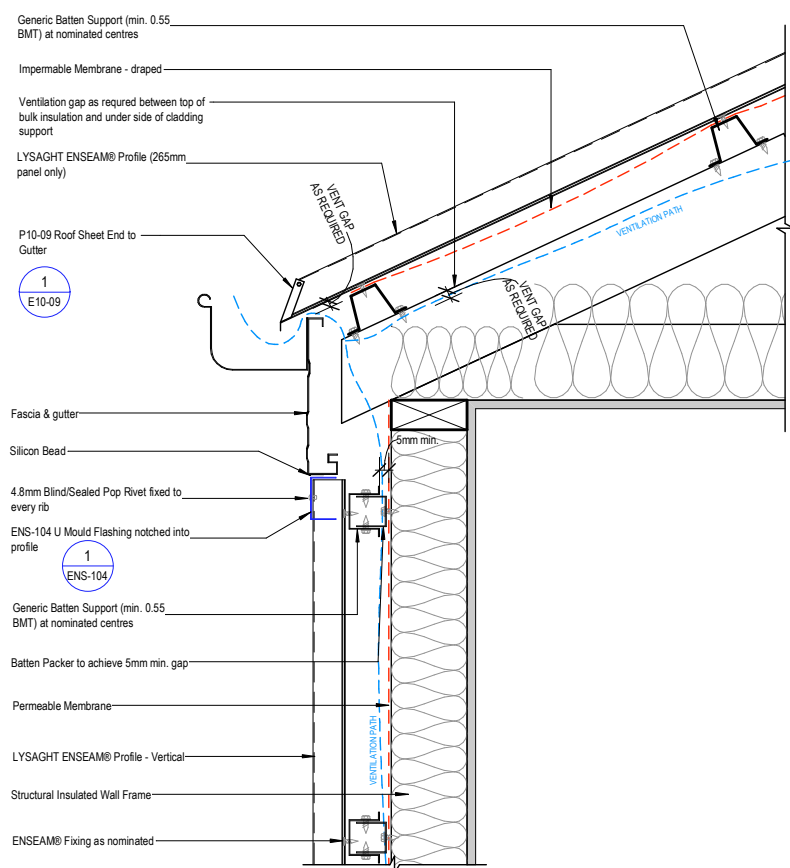 Generic Batten Support (min. 0.55
BMT) at nominated centres
Impermable Membrane - draped
Ventilation gap as requred between top of
bulk insulation and under side of cladding
support
LYSAGHT ENSEAM® Profile (265mm
panel only)
P10-09 Roof Sheet End to
Gutter
1
E10-09
VENT GAP
AS REQUIRED
VENTILATION PATH
VENT GAP
AS REQUIRED
Fascia & gutter
5mm min.
Silicon Bead
4.8mm Blind/Sealed Pop Rivet fixed to
every rib
ENS-104 U Mould Flashing notched into
profile
1
ENS-104
Generic Batten Support (min. 0.55
BMT) at nominated centres
Batten Packer to achieve 5mm min. gap
Permeable Membrane
VENTILATION PATH
LYSAGHT ENSEAM® Profile - Vertical
Structural Insulated Wall Frame
ENSEAM® Fixing as nominated